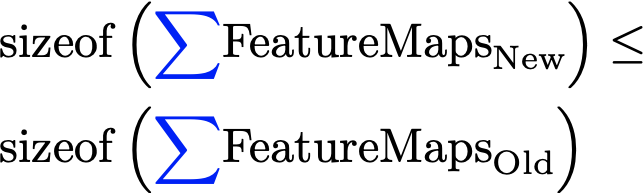 sizeof (∑FeatureMaps_New) ≤
sizeof (∑FeatureMaps_Old)